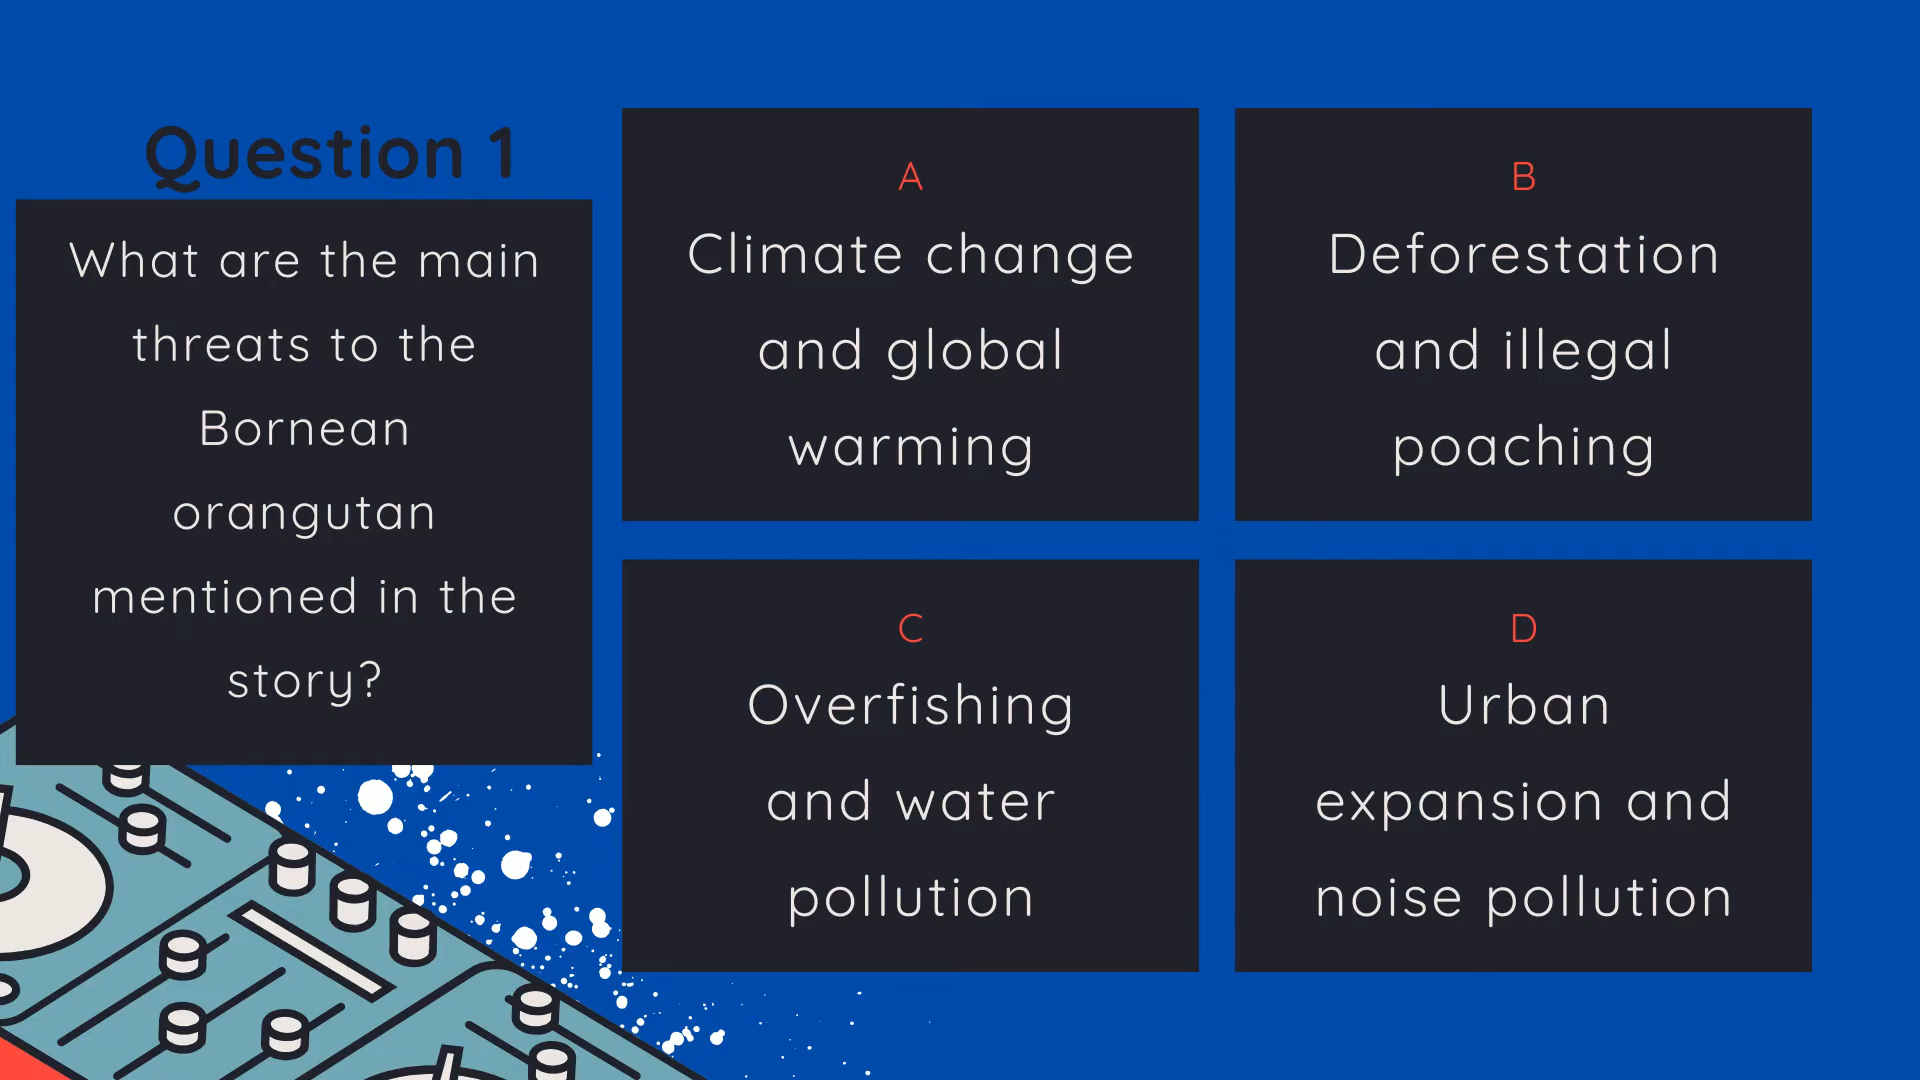 Question 1
What are the main
threats to the
Bornean
orangutan
mentioned in the
story?
A
Climate change
and global
warming
B
Deforestation
and illegal
poaching
C
Overfishing
and water
pollution
D
Urban
expansion and
noise pollution